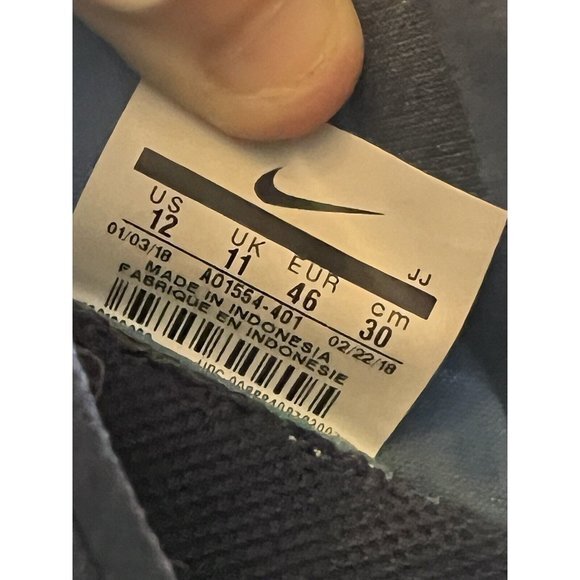 JJ
US UK EUR cm
12 11 46 30
01/03/18 AO1554-401 02/22/18
MADE IN INDONESIA
FABRIQUE EN INDONESIE